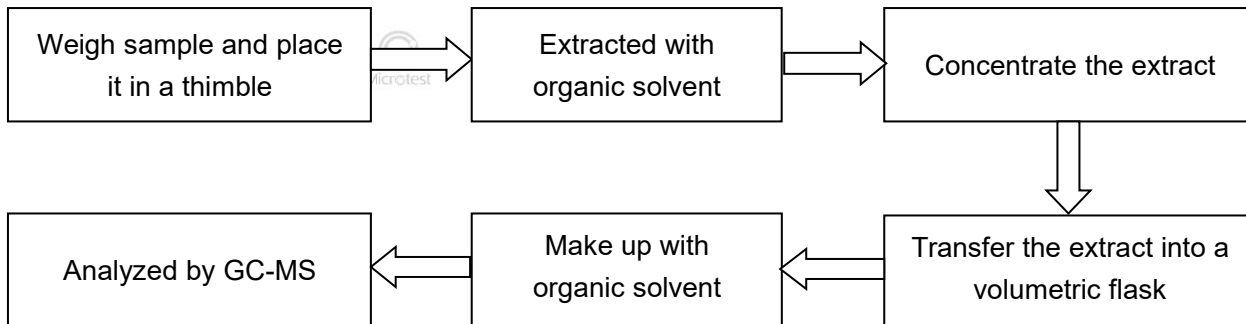 Weigh sample and place
it in a thimble
Microtest
Extracted with
organic solvent
Concentrate the extract
Transfer the extract into a
volumetric flask
Make up with
organic solvent
Analyzed by GC-MS